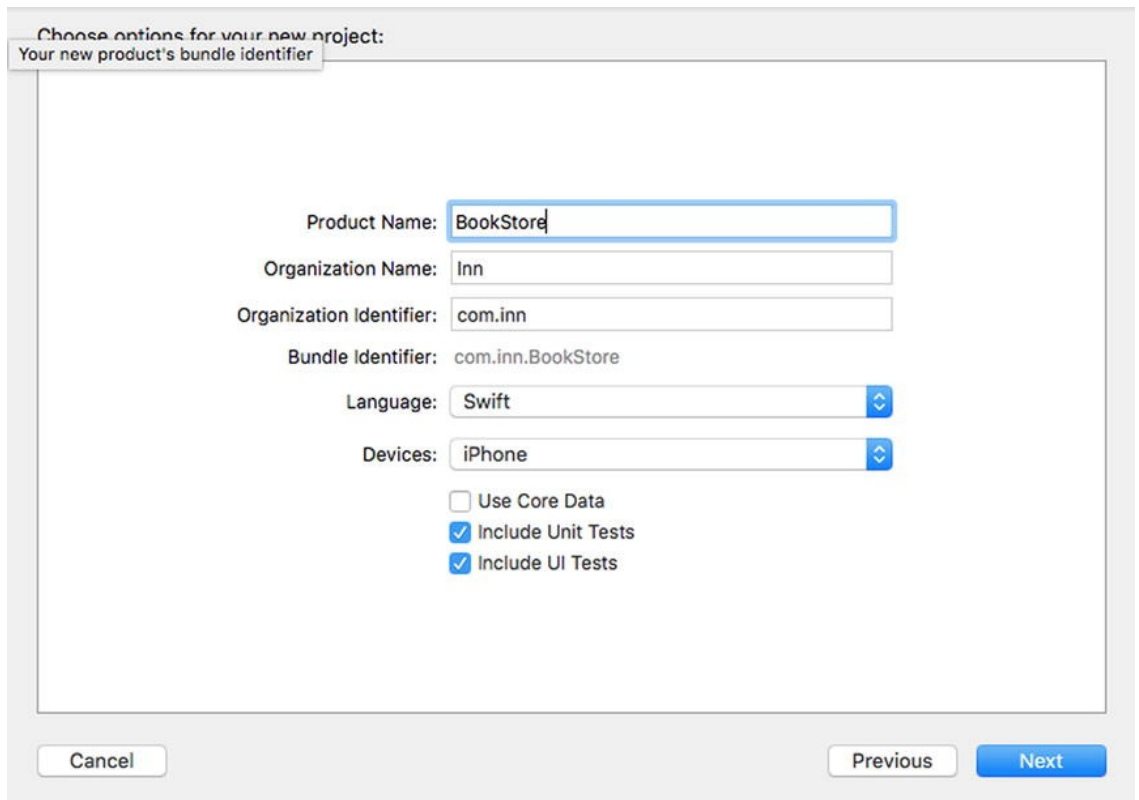 Choose options for your new project:
Your new product's bundle identifier
Product Name: BookStore
Organization Name: Inn
Organization Identifier: com.inn
Bundle Identifier: com.inn.BookStore
Language: Swift
Devices: iPhone
Use Core Data
Include Unit Tests
Include UI Tests
Cancel Previous Next